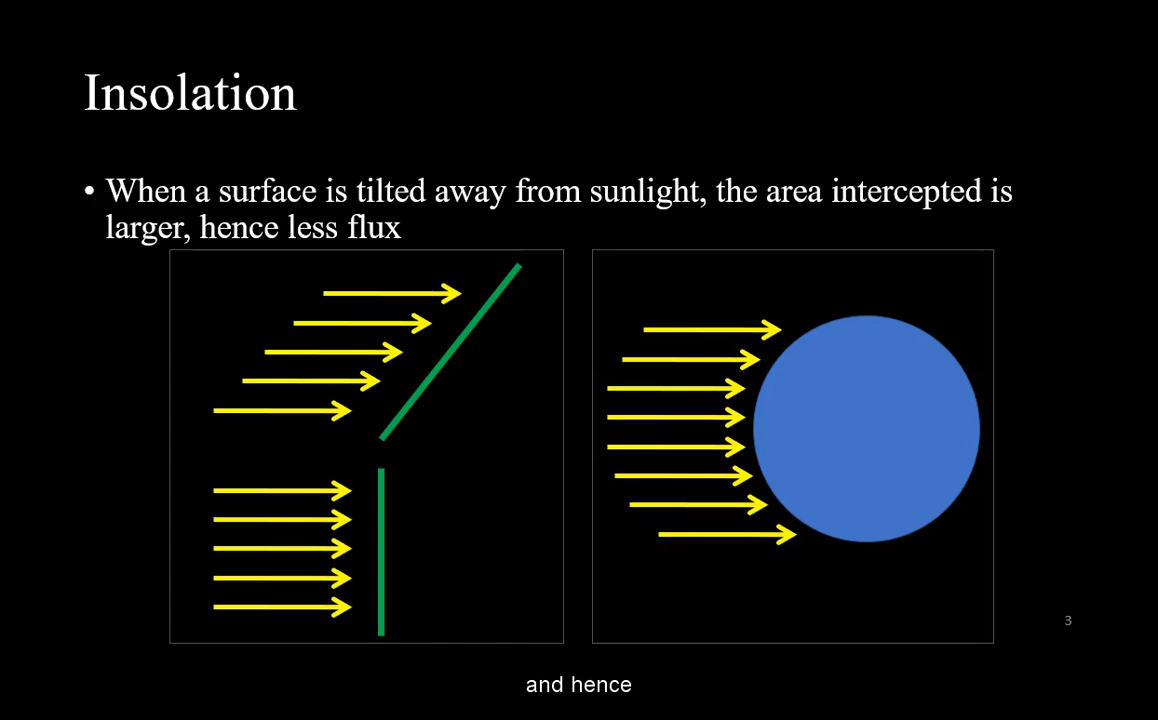 Insolation
• When a surface is tilted away from sunlight, the area intercepted is
larger, hence less flux
3
and hence